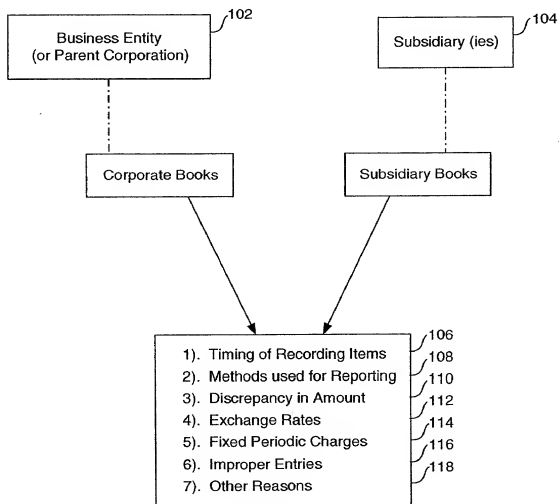 102
Business Entity
(or Parent Corporation)
104
Subsidiary (ies)
Corporate Books
Subsidiary Books
106
1). Timing of Recording Items
108
2). Methods used for Reporting
110
3). Discrepancy in Amount
112
4). Exchange Rates
114
5). Fixed Periodic Charges
116
6). Improper Entries
118
7). Other Reasons